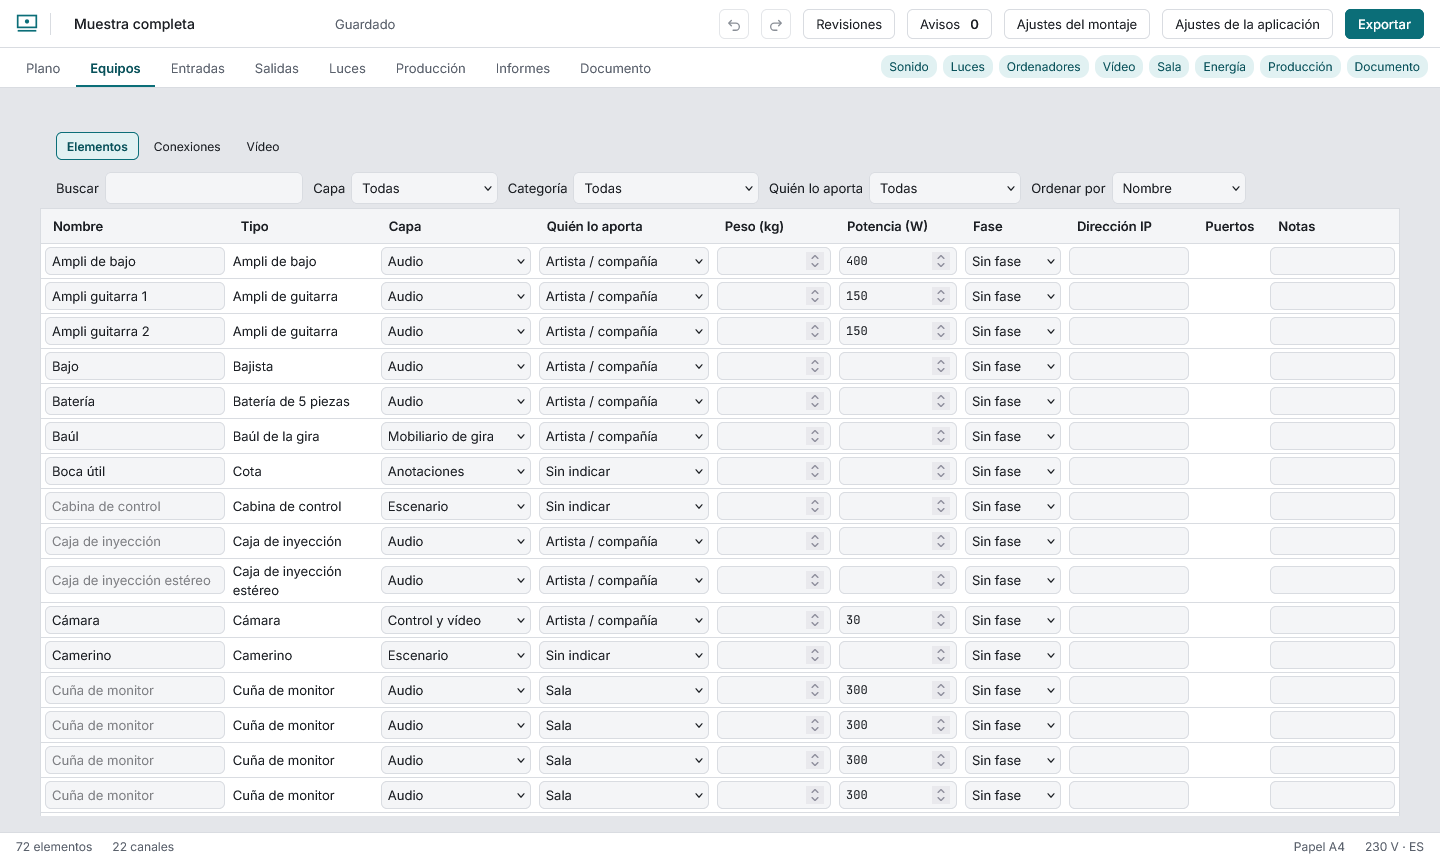 Muestra completa Guardado Revisiones Avisos 0 Ajustes del montaje Ajustes de la aplicación Exportar
Plano Equipos Entradas Salidas Luces Producción Informes Documento Sonido Luces Ordenadores Vídeo Sala Energía Producción Documento
Elementos Conexiones Vídeo
Buscar Capa Todas Categoría Todas Quién lo aporta Todas Ordenar por Nombre
Nombre Tipo Capa Quién lo aporta Peso (kg) Potencia (W) Fase Dirección IP Puertos Notas
Ampli de bajo Ampli de bajo Audio Artista / compañía 400 Sin fase
Ampli guitarra 1 Ampli de guitarra Audio Artista / compañía 150 Sin fase
Ampli guitarra 2 Ampli de guitarra Audio Artista / compañía 150 Sin fase
Bajo Bajista Audio Artista / compañía Sin fase
Batería Batería de 5 piezas Audio Artista / compañía Sin fase
Baúl Baúl de la gira Mobiliario de gira Artista / compañía Sin fase
Boca útil Cota Anotaciones Sin indicar Sin fase
Cabina de control Cabina de control Escenario Sin indicar Sin fase
Caja de inyección Caja de inyección Audio Artista / compañía Sin fase
Caja de inyección estéreo Caja de inyección estéreo Audio Artista / compañía Sin fase
Cámara Cámara Control y vídeo Artista / compañía 30 Sin fase
Camerino Camerino Escenario Sin indicar Sin fase
Cuña de monitor Cuña de monitor Audio Sala 300 Sin fase
Cuña de monitor Cuña de monitor Audio Sala 300 Sin fase
Cuña de monitor Cuña de monitor Audio Sala 300 Sin fase
Cuña de monitor Cuña de monitor Audio Sala 300 Sin fase
72 elementos 22 canales Papel A4 230 V · ES